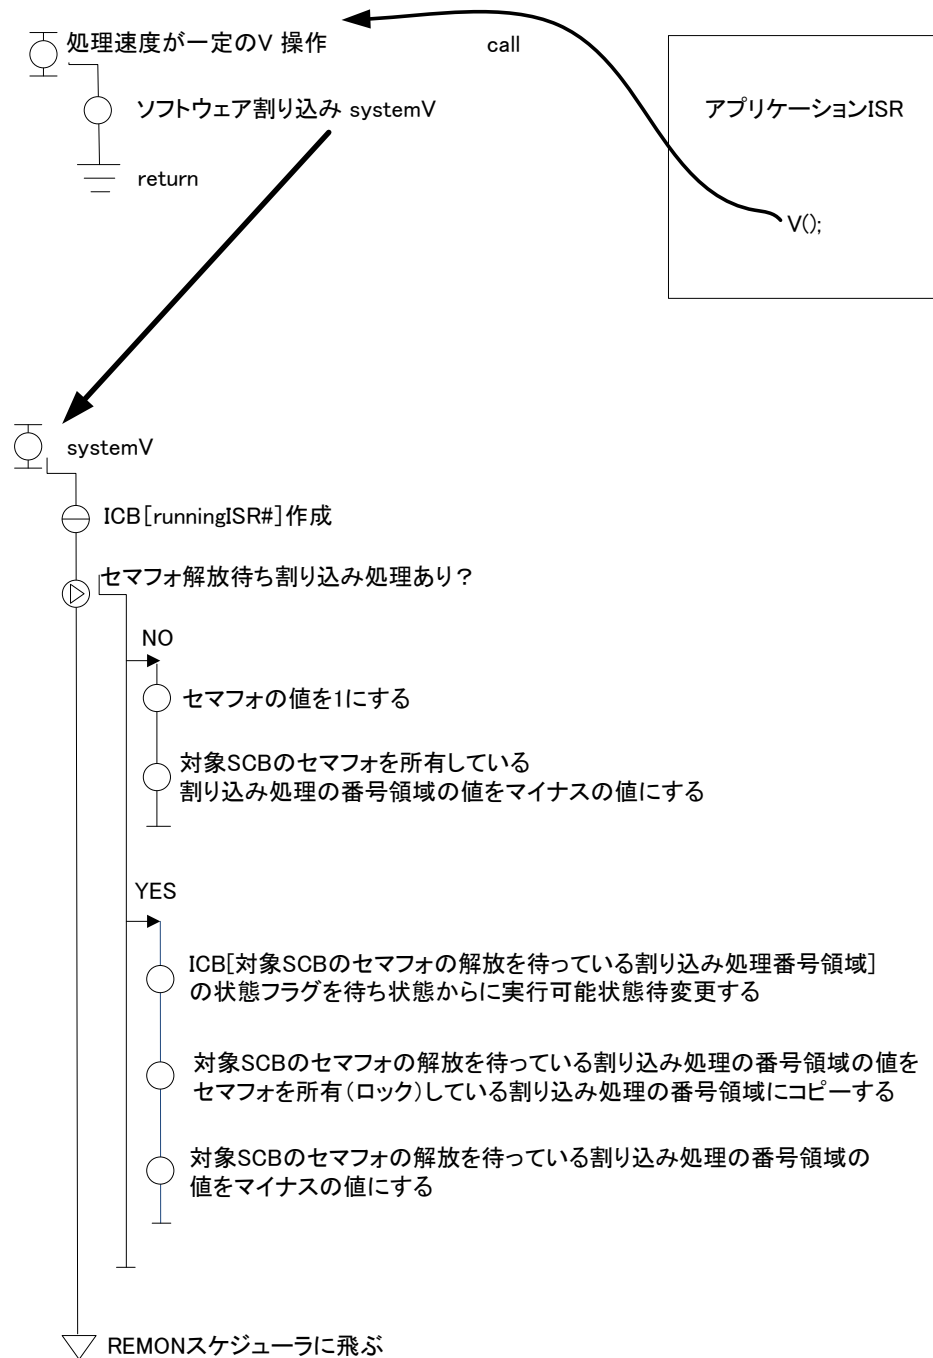 処理速度が一定のV 操作
call
ソフトウェア割り込み systemV
アプリケーションISR
return
V();
systemV
ICB[runningISR#]作成
セマフォ解放待ち割り込み処理あり？
NO
セマフォの値を1にする
対象SCBのセマフォを所有している
割り込み処理の番号領域の値をマイナスの値にする
YES
ICB[対象SCBのセマフォの解放を待っている割り込み処理番号領域]
の状態フラグを待ち状態からに実行可能状態待変更する
対象SCBのセマフォの解放を待っている割り込み処理の番号領域の値を
セマフォを所有（ロック）している割り込み処理の番号領域にコピーする
対象SCBのセマフォの解放を待っている割り込み処理の番号領域の
値をマイナスの値にする
REMONスケジューラに飛ぶ